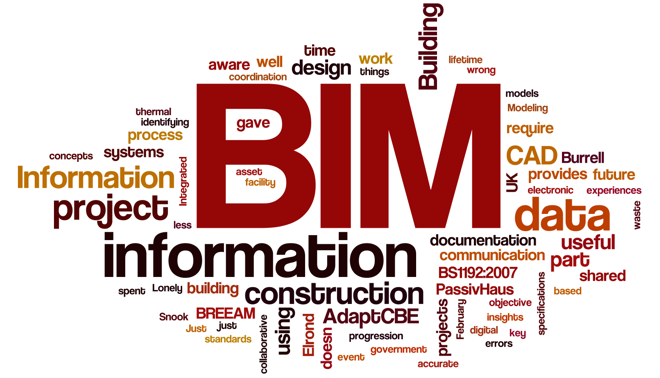 Building
time
work
lifetime
aware well
design
things
wrong
coordination
BIM
models
thermal
Modeling
identifying
gave
require
process
concepts
systems
CAD Burrell
Integrated
asset
Information
facility
UK
provides future
electronic experiences
project
data
waste
less
information
documentation
useful
communication
part
BS1192:2007
shared
spent Lonely building
construction
PassivHaus
based
specifications
objective
Snook BREEAM
using
Elrond
AdaptCBE
projects
February
insights
Just just
collaborative
doesn
digital key
standards
progression
errors
event
government
accurate